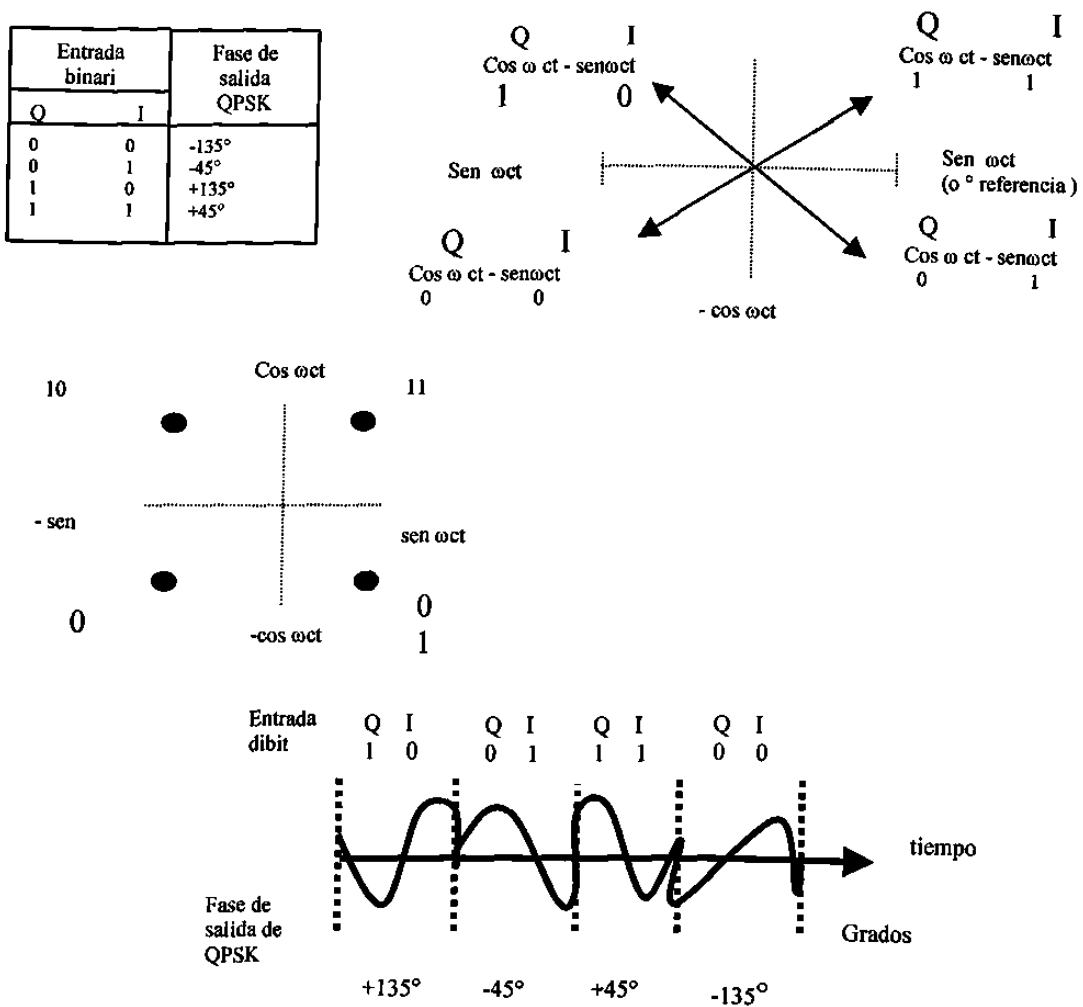 Entrada
binari
Fase de
salida
QPSK
Q I
0 0 -135°
0 1 -45°
1 0 +135°
1 1 +45°
Q I
Cos ω ct - senωct
1 0
Q I
Cos ω ct - senωct
1 1
Sen ωct
Sen ωct
(o ° referencia )
Q I
Cos ω ct - senωct
0 0
Q I
Cos ω ct - senωct
0 1
- cos ωct
10
Cos ωct
11
- sen
sen ωct
0
-cos ωct
0
1
Entrada
dibit
Q I
1 0
Q I
0 1
Q I
1 1
Q I
0 0
tiempo
Fase de
salida de
QPSK
Grados
+135° -45° +45° -135°